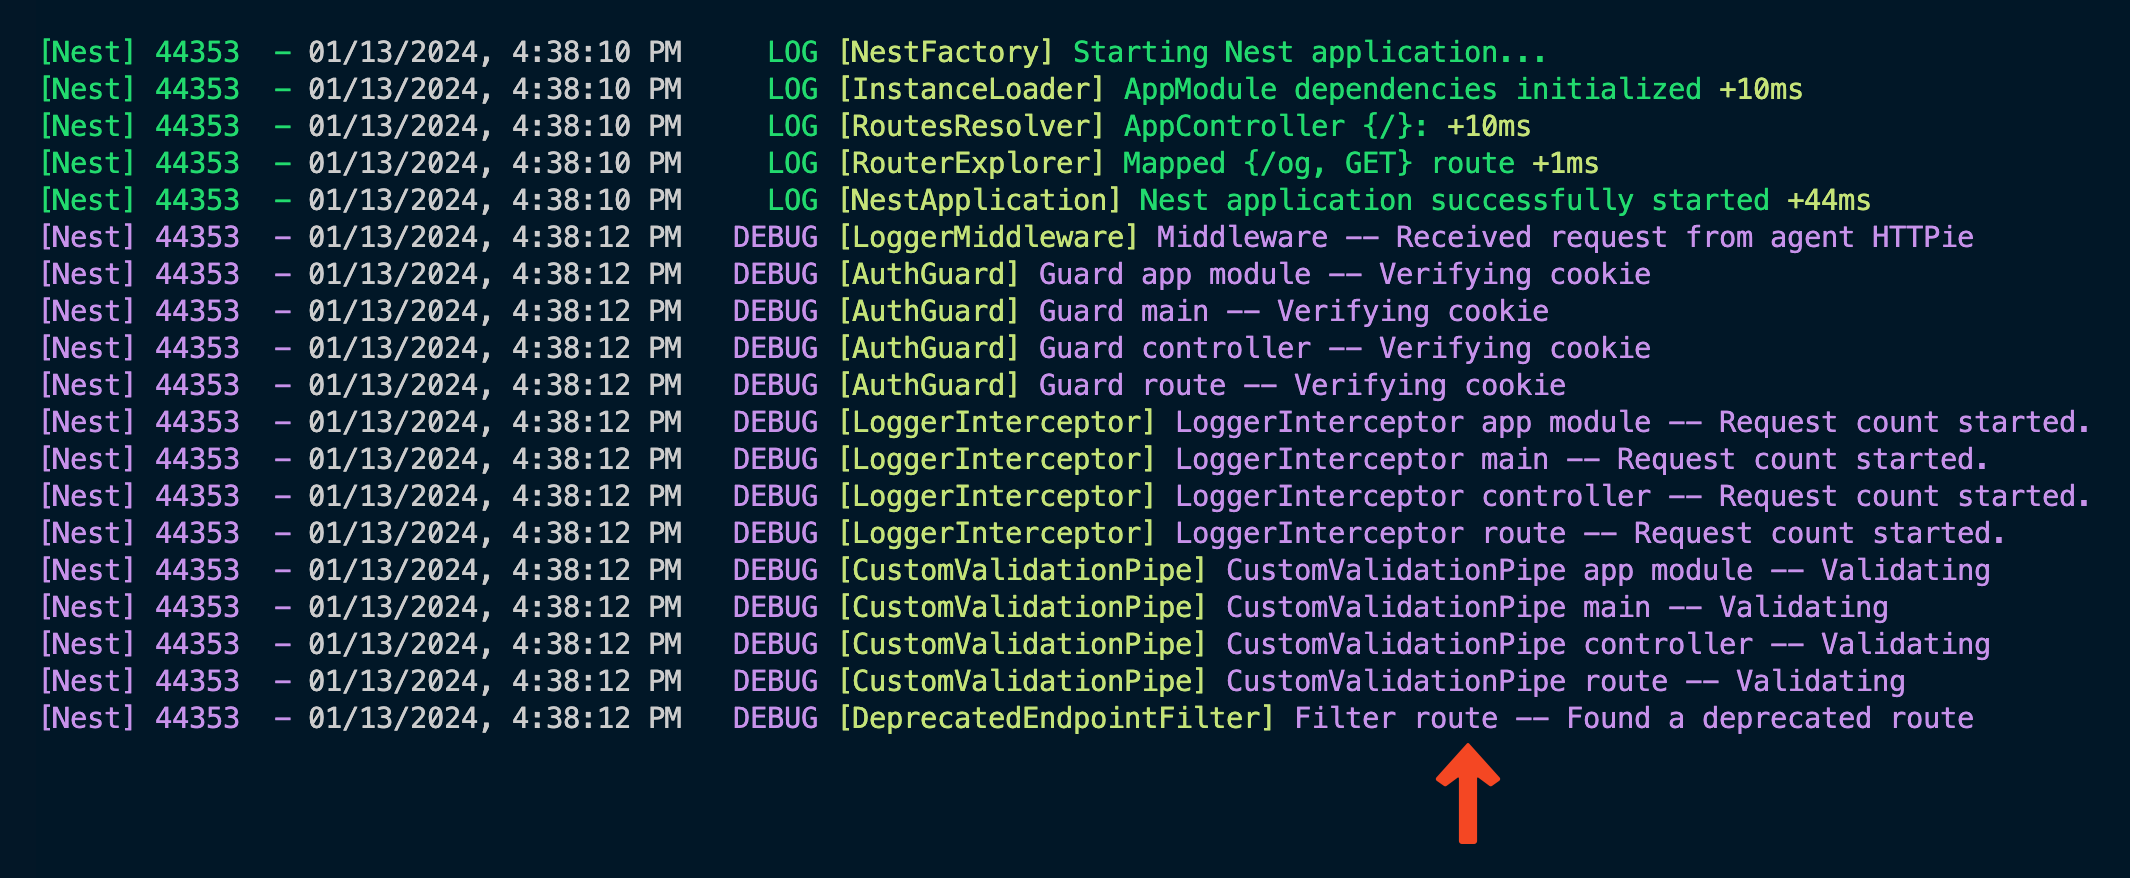 [Nest] 44353  - 01/13/2024, 4:38:10 PM     LOG [NestFactory] Starting Nest application...
[Nest] 44353  - 01/13/2024, 4:38:10 PM     LOG [InstanceLoader] AppModule dependencies initialized +10ms
[Nest] 44353  - 01/13/2024, 4:38:10 PM     LOG [RoutesResolver] AppController {/}: +10ms
[Nest] 44353  - 01/13/2024, 4:38:10 PM     LOG [RouterExplorer] Mapped {/og, GET} route +1ms
[Nest] 44353  - 01/13/2024, 4:38:10 PM     LOG [NestApplication] Nest application successfully started +44ms
[Nest] 44353  - 01/13/2024, 4:38:12 PM   DEBUG [LoggerMiddleware] Middleware -- Received request from agent HTTPie
[Nest] 44353  - 01/13/2024, 4:38:12 PM   DEBUG [AuthGuard] Guard app module -- Verifying cookie
[Nest] 44353  - 01/13/2024, 4:38:12 PM   DEBUG [AuthGuard] Guard main -- Verifying cookie
[Nest] 44353  - 01/13/2024, 4:38:12 PM   DEBUG [AuthGuard] Guard controller -- Verifying cookie
[Nest] 44353  - 01/13/2024, 4:38:12 PM   DEBUG [AuthGuard] Guard route -- Verifying cookie
[Nest] 44353  - 01/13/2024, 4:38:12 PM   DEBUG [LoggerInterceptor] LoggerInterceptor app module -- Request count started.
[Nest] 44353  - 01/13/2024, 4:38:12 PM   DEBUG [LoggerInterceptor] LoggerInterceptor main -- Request count started.
[Nest] 44353  - 01/13/2024, 4:38:12 PM   DEBUG [LoggerInterceptor] LoggerInterceptor controller -- Request count started.
[Nest] 44353  - 01/13/2024, 4:38:12 PM   DEBUG [LoggerInterceptor] LoggerInterceptor route -- Request count started.
[Nest] 44353  - 01/13/2024, 4:38:12 PM   DEBUG [CustomValidationPipe] CustomValidationPipe app module -- Validating
[Nest] 44353  - 01/13/2024, 4:38:12 PM   DEBUG [CustomValidationPipe] CustomValidationPipe main -- Validating
[Nest] 44353  - 01/13/2024, 4:38:12 PM   DEBUG [CustomValidationPipe] CustomValidationPipe controller -- Validating
[Nest] 44353  - 01/13/2024, 4:38:12 PM   DEBUG [CustomValidationPipe] CustomValidationPipe route -- Validating
[Nest] 44353  - 01/13/2024, 4:38:12 PM   DEBUG [DeprecatedEndpointFilter] Filter route -- Found a deprecated route